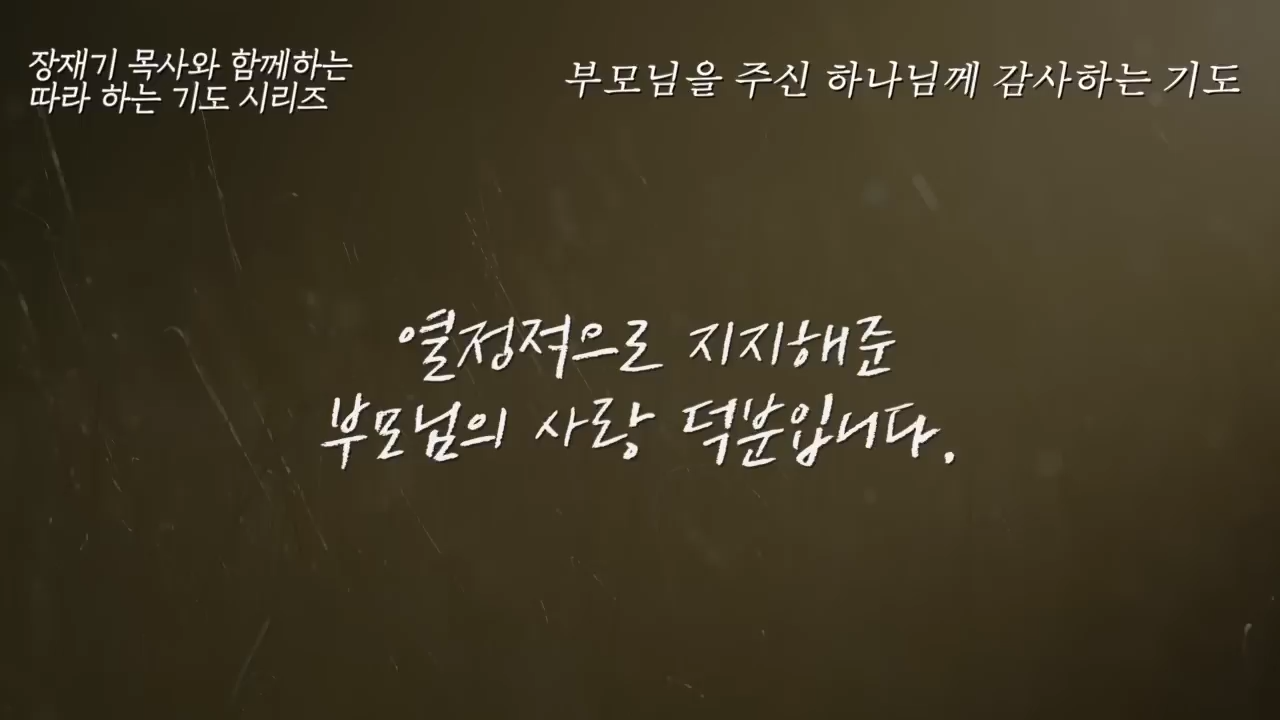 장재기 목사와 함께하는
따라 하는 기도 시리즈
부모님을 주신 하나님께 감사하는 기도
열정적으로 지지해준
부모님의 사랑 덕분입니다.